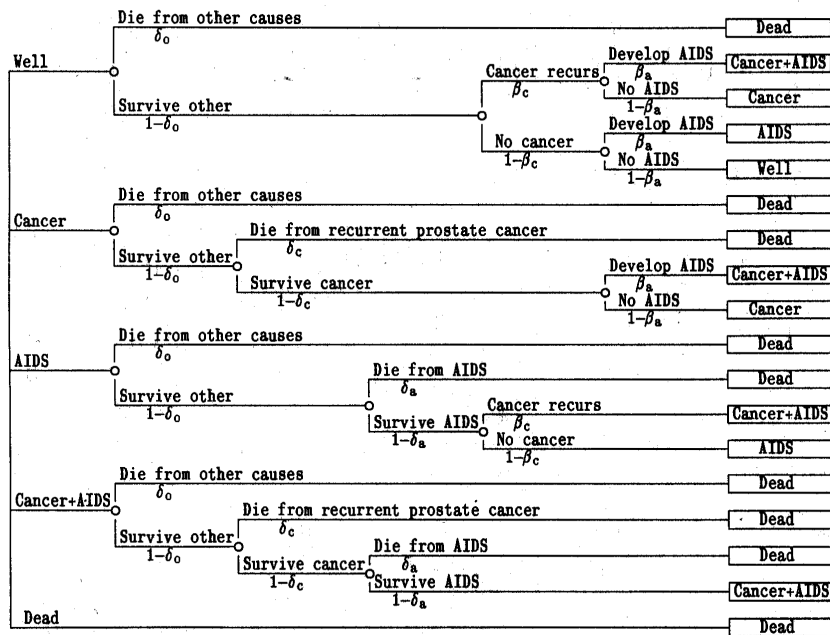 Die from other causes
δo
Dead
Well
Develop AIDS
βa
Cancer+AIDS
Cancer recurs
βc
No AIDS
1-βa
Cancer
Survive other
1-δo
Develop AIDS
βa
AIDS
No cancer
1-βc
No AIDS
1-βa
Well
Die from other causes
δo
Dead
Cancer
Die from recurrent prostate cancer
δc
Dead
Survive other
1-δo
Develop AIDS
βa
Cancer+AIDS
Survive cancer
1-δc
No AIDS
1-βa
Cancer
Die from other causes
δo
Dead
AIDS
Die from AIDS
δa
Dead
Survive other
1-δo
Cancer recurs
βc
Cancer+AIDS
Survive AIDS
1-δa
No cancer
1-βc
AIDS
Die from other causes
δo
Dead
Cancer+AIDS
Die from recurrent prostate cancer
δc
Dead
Survive other
1-δo
Die from AIDS
δa
Dead
Survive cancer
1-δc
Survive AIDS
1-δa
Cancer+AIDS
Dead
Dead